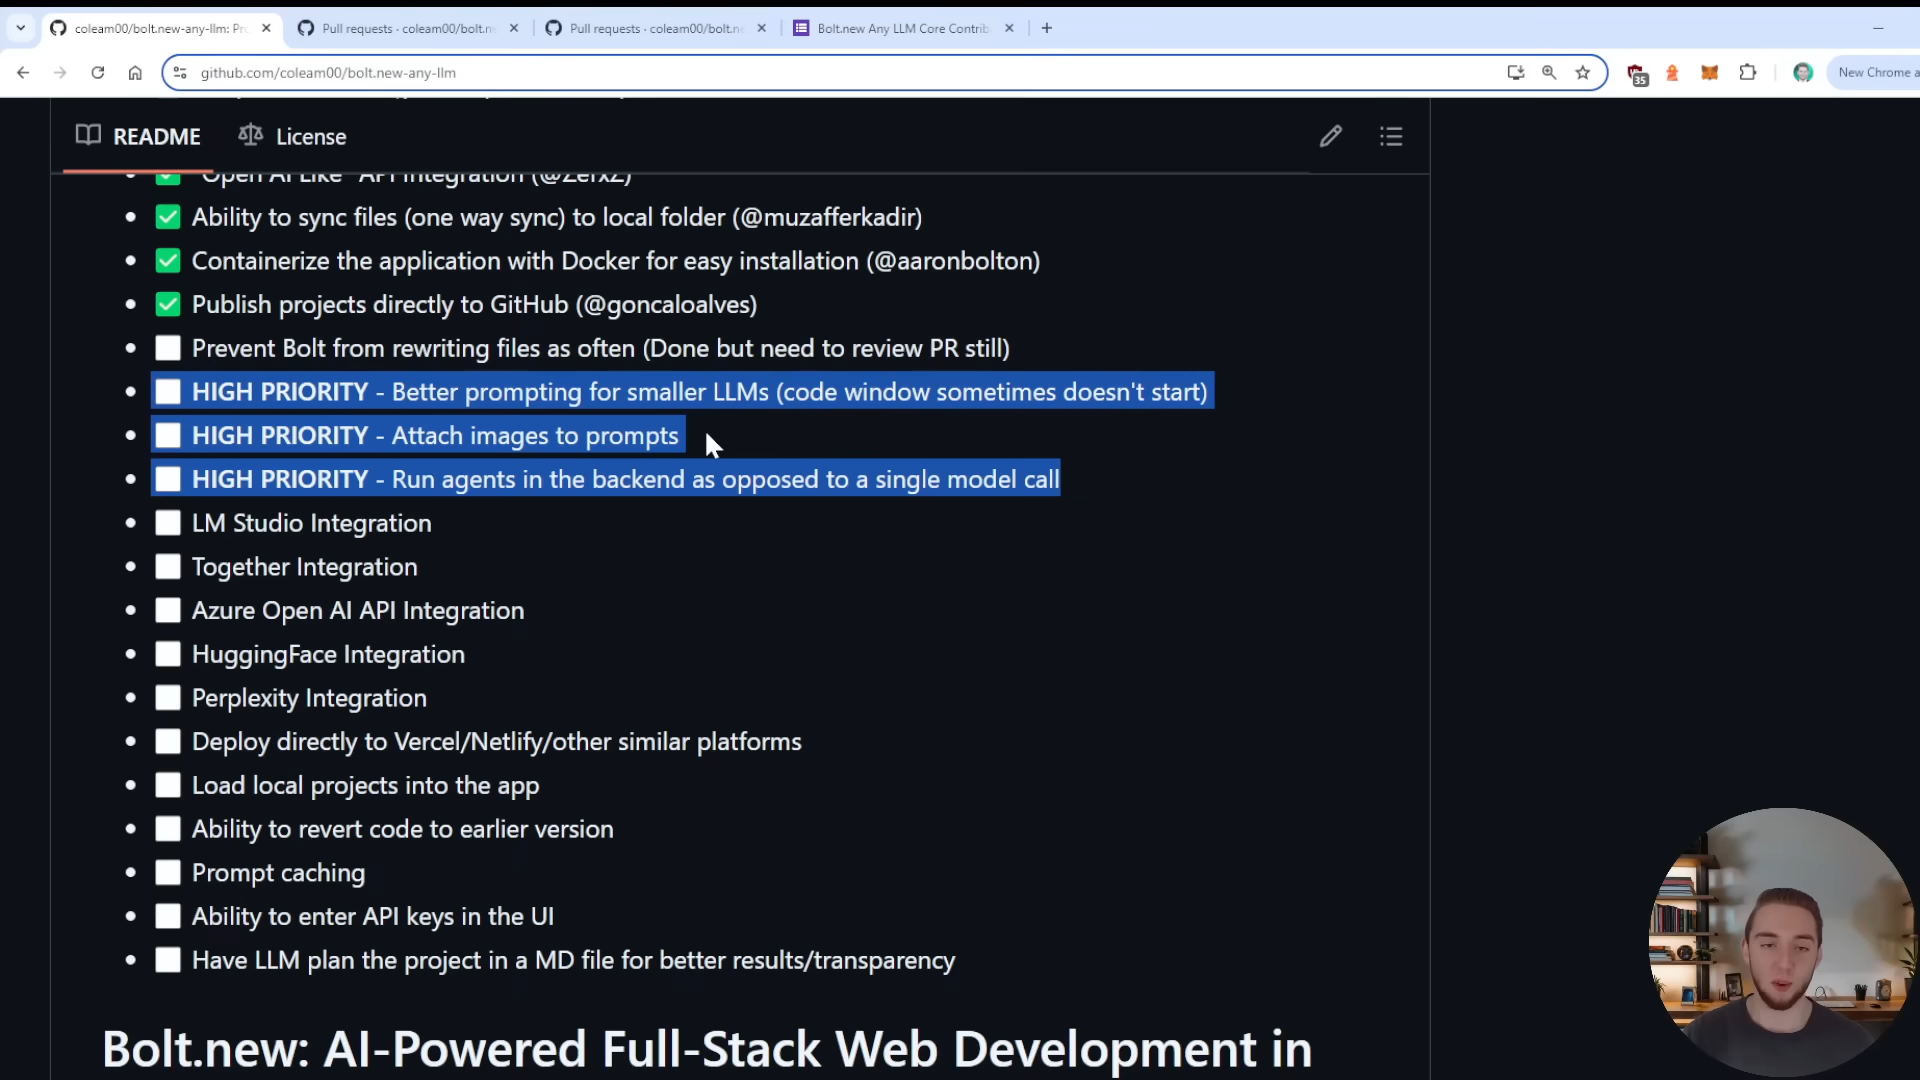 coleam00/bolt.new-any-llm: Pr
Pull requests · coleam00/bolt.n
Pull requests · coleam00/bolt.n
Bolt.new Any LLM Core Contrib
github.com/coleam00/bolt.new-any-llm
35
New Chrome a
README
License
"Open AI Like" API Integration (@ZerxZ)
Ability to sync files (one way sync) to local folder (@muzafferkadir)
Containerize the application with Docker for easy installation (@aaronbolton)
Publish projects directly to GitHub (@goncaloalves)
Prevent Bolt from rewriting files as often (Done but need to review PR still)
HIGH PRIORITY - Better prompting for smaller LLMs (code window sometimes doesn't start)
HIGH PRIORITY - Attach images to prompts
HIGH PRIORITY - Run agents in the backend as opposed to a single model call
LM Studio Integration
Together Integration
Azure Open AI API Integration
HuggingFace Integration
Perplexity Integration
Deploy directly to Vercel/Netlify/other similar platforms
Load local projects into the app
Ability to revert code to earlier version
Prompt caching
Ability to enter API keys in the UI
Have LLM plan the project in a MD file for better results/transparency
Bolt.new: AI-Powered Full-Stack Web Development in